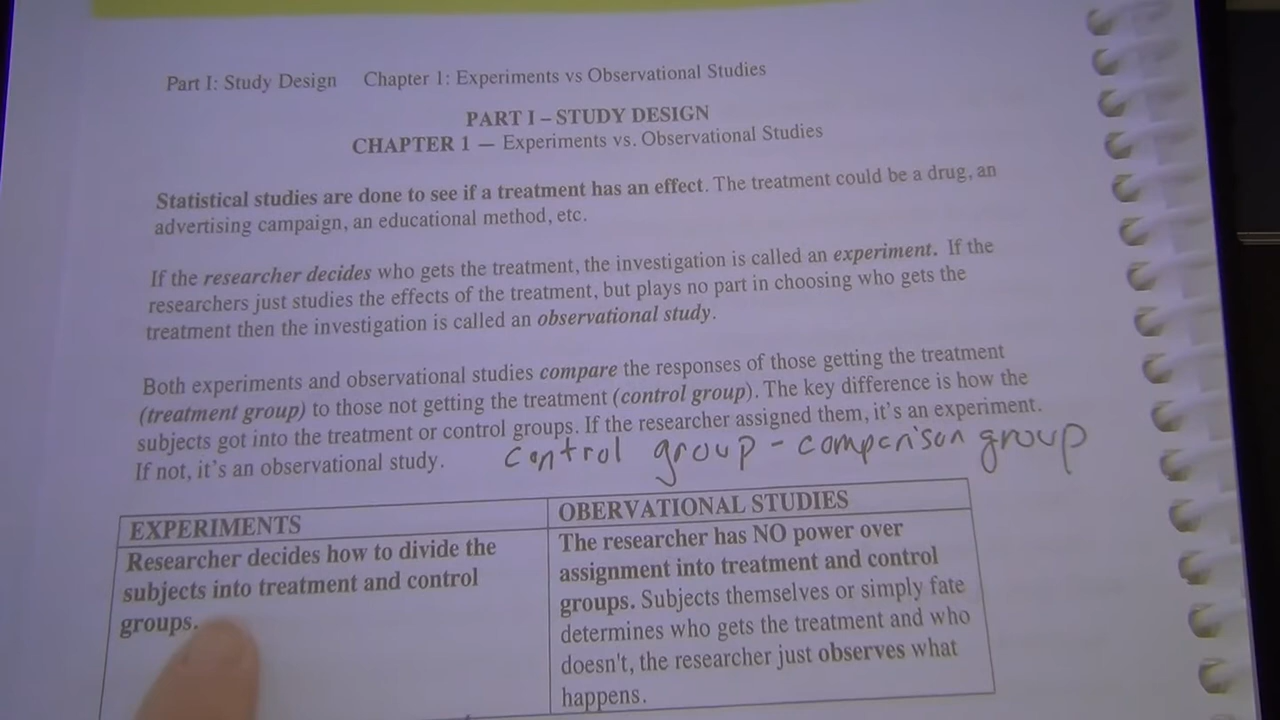 Part I: Study Design Chapter 1: Experiments vs Observational Studies
PART I – STUDY DESIGN
CHAPTER 1 — Experiments vs. Observational Studies
Statistical studies are done to see if a treatment has an effect. The treatment could be a drug, an
advertising campaign, an educational method, etc.
If the researcher decides who gets the treatment, the investigation is called an experiment. If the
researchers just studies the effects of the treatment, but plays no part in choosing who gets the
treatment then the investigation is called an observational study.
Both experiments and observational studies compare the responses of those getting the treatment
(treatment group) to those not getting the treatment (control group). The key difference is how the
subjects got into the treatment or control groups. If the researcher assigned them, it's an experiment.
If not, it's an observational study.
control group - comparison group
EXPERIMENTS
Researcher decides how to divide the
subjects into treatment and control
groups.
OBERVATIONAL STUDIES
The researcher has NO power over
assignment into treatment and control
groups. Subjects themselves or simply fate
determines who gets the treatment and who
doesn't, the researcher just observes what
happens.